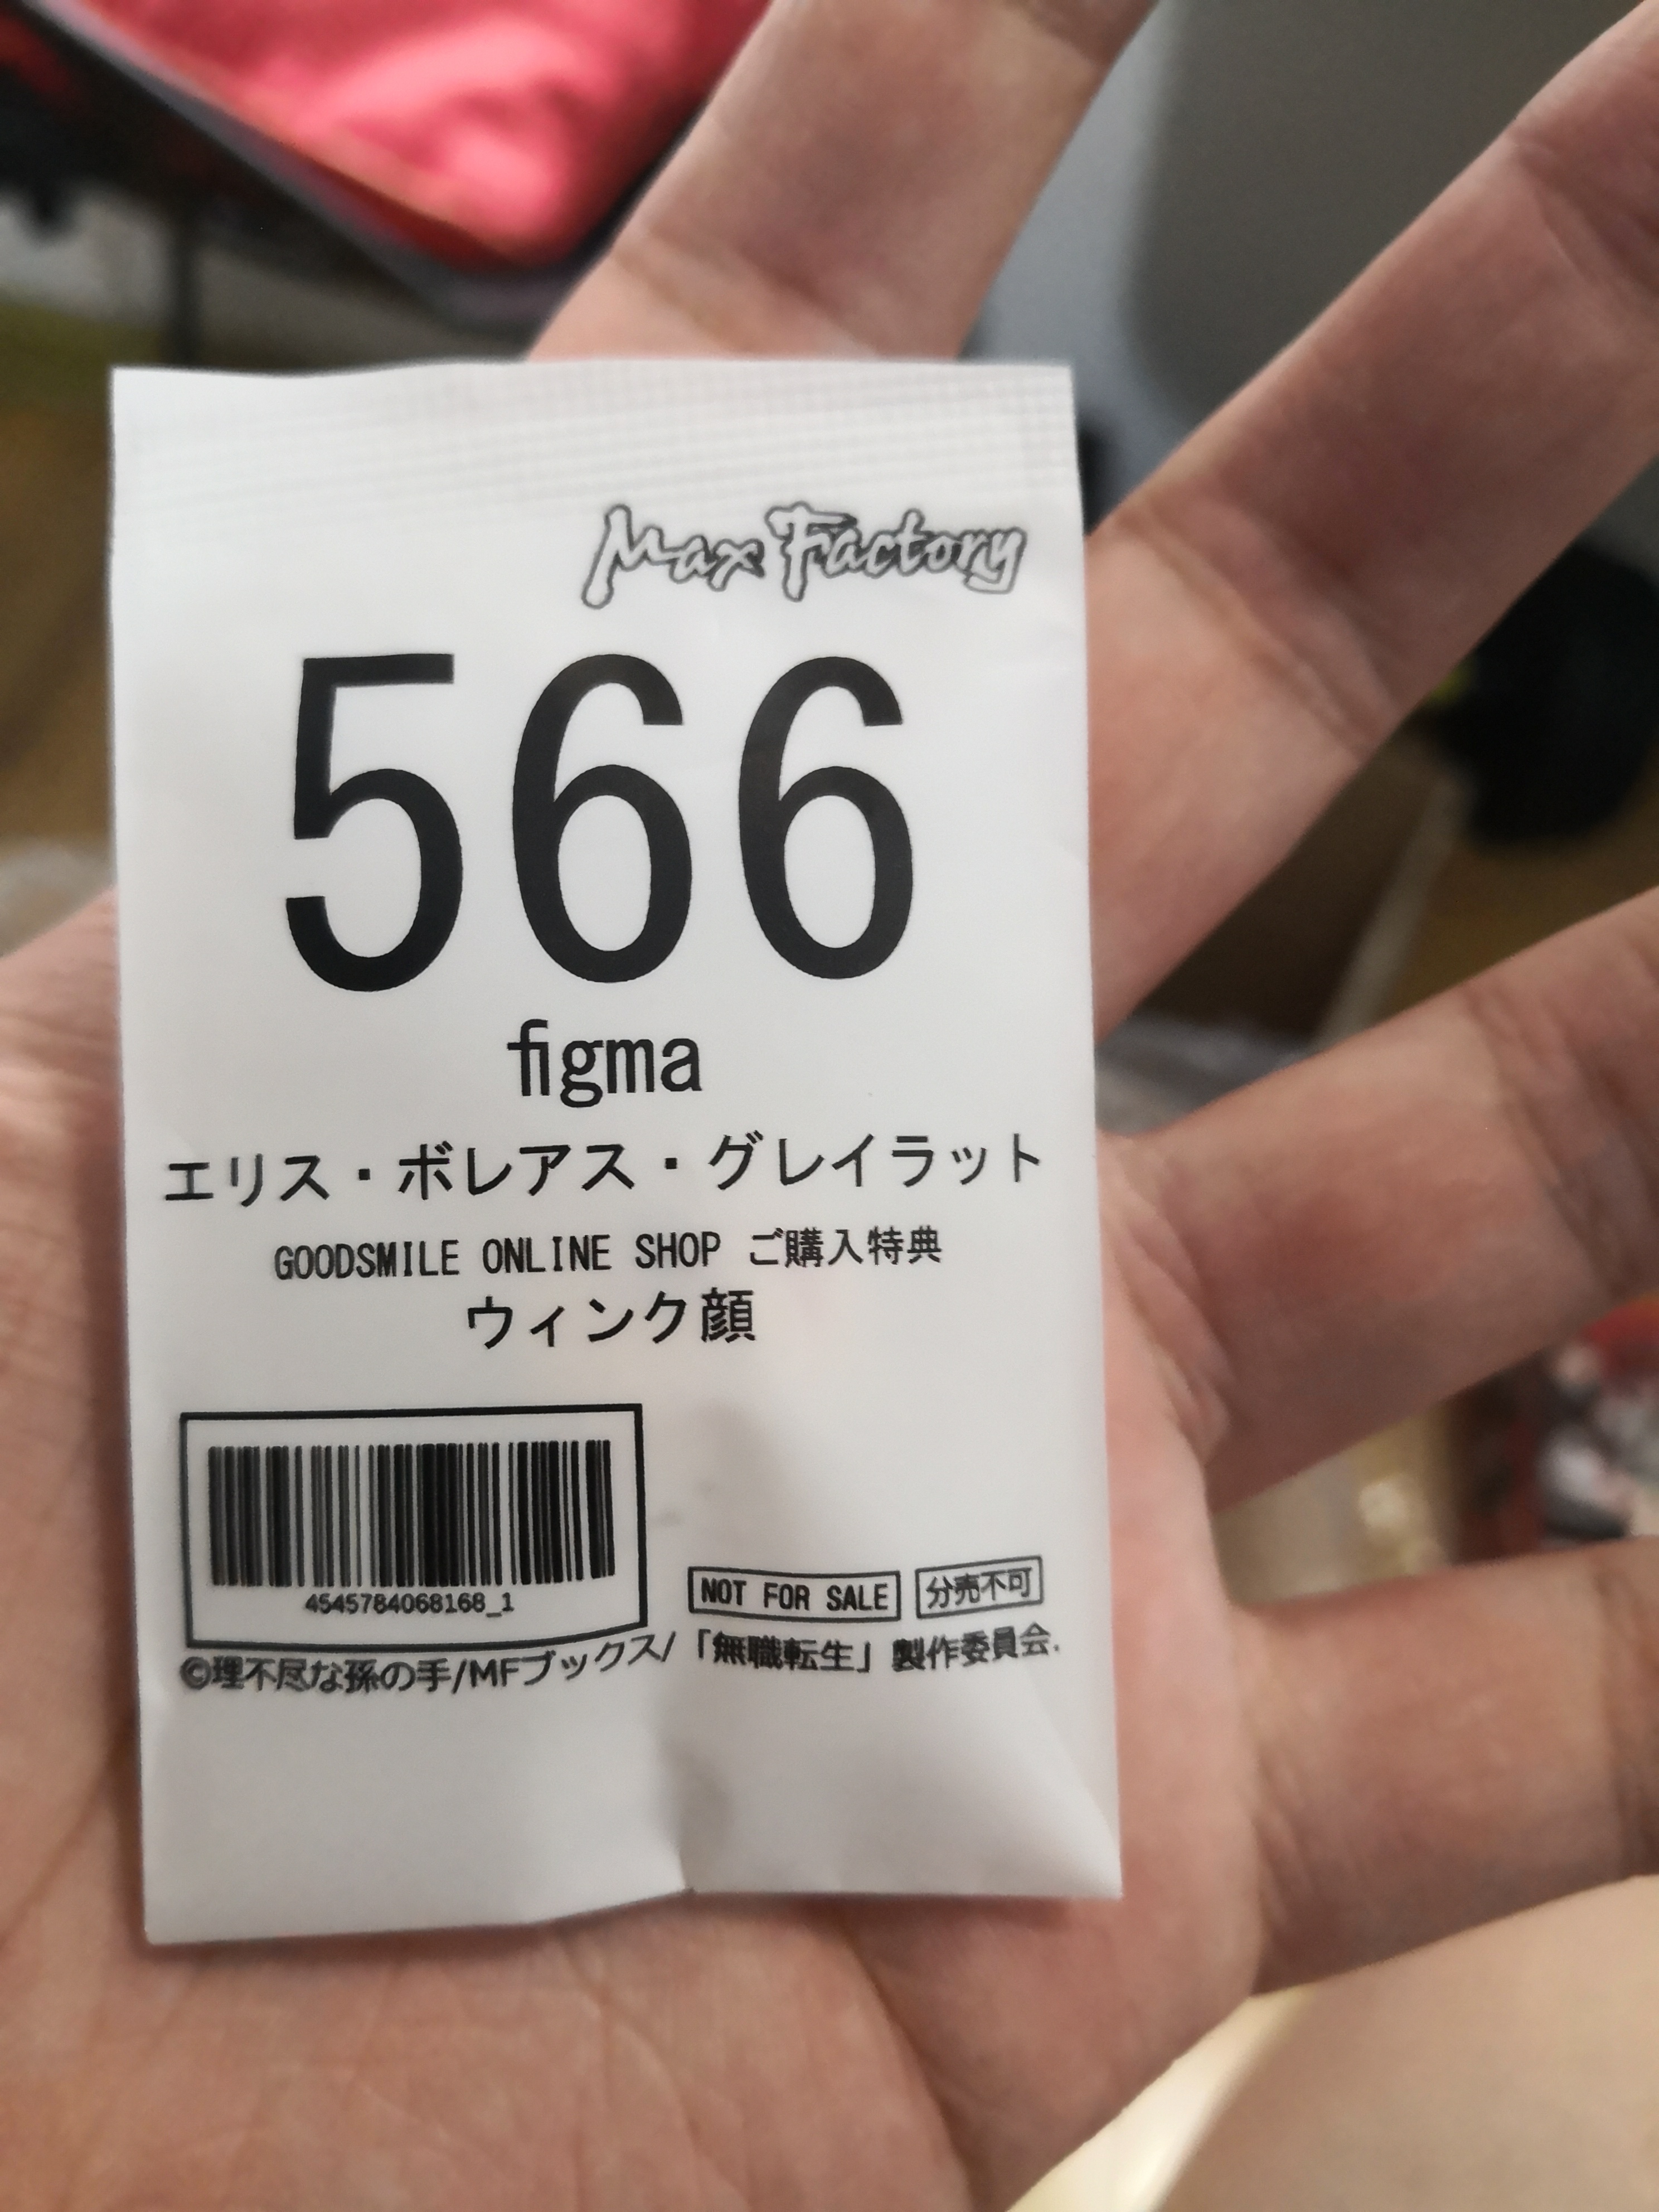 Max Factory
566
figma
エリス・ボレアス・グレイラット
GOODSMILE ONLINE SHOP ご購入特典
ウィンク顔
4545784068168_1
NOT FOR SALE 分売不可
©理不尽な孫の手/MFブックス/「無職転生」製作委員会.